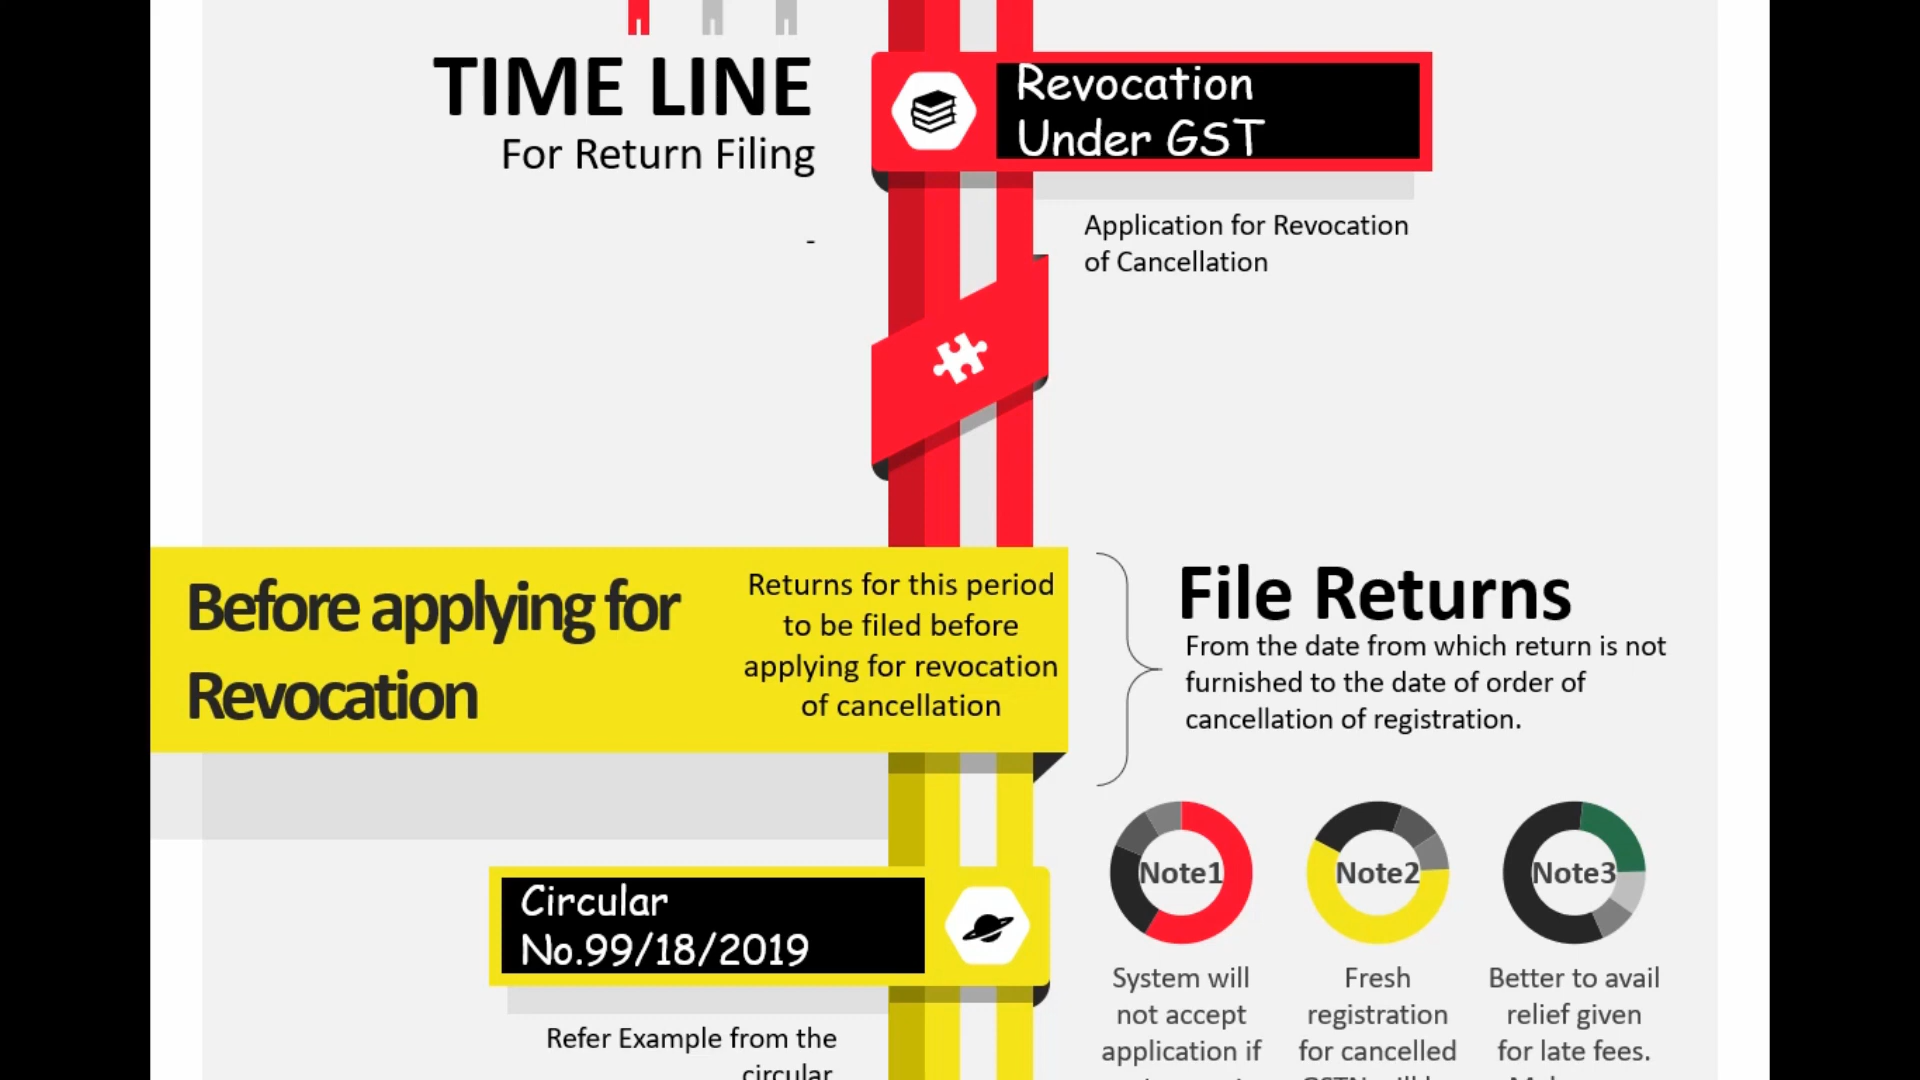 TIME LINE
For Return Filing
-
Revocation
Under GST
Application for Revocation
of Cancellation
Before applying for
Revocation
Returns for this period
to be filed before
applying for revocation
of cancellation
File Returns
From the date from which return is not
furnished to the date of order of
cancellation of registration.
Circular
No.99/18/2019
Refer Example from the
circular
Note1
System will
not accept
application if
Note2
Fresh
registration
for cancelled
Note3
Better to avail
relief given
for late fees.